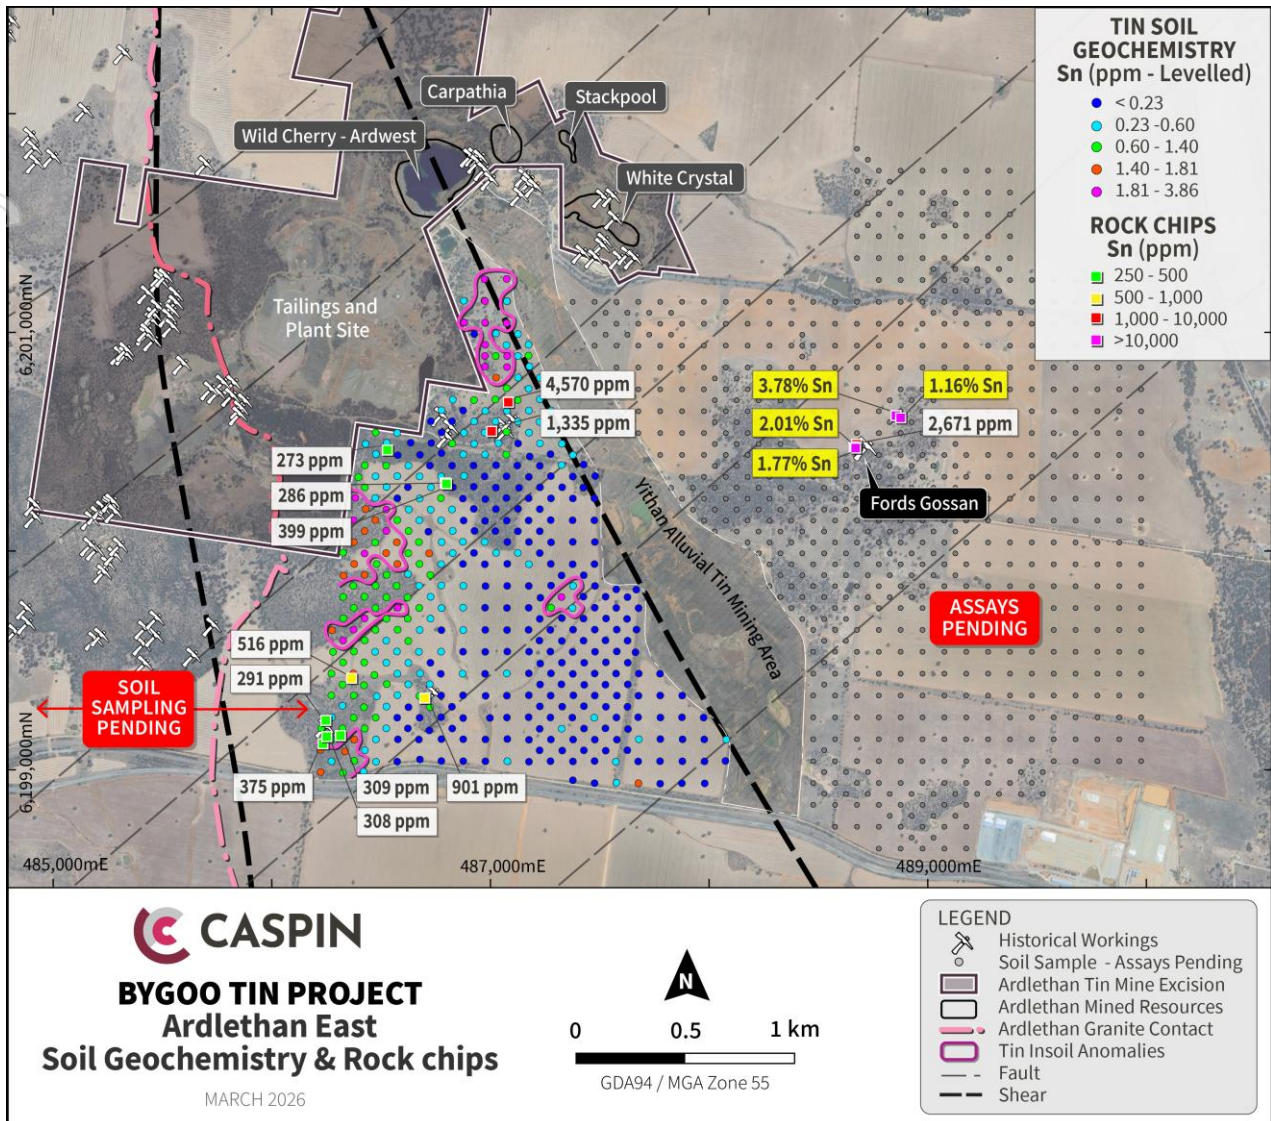 Carpathia
Stackpool
Wild Cherry - Ardwest
White Crystal
Tailings and
Plant Site
6,201,000mN
6,199,000mN
4,570 ppm
1,335 ppm
3.78% Sn
1.16% Sn
2.01% Sn
2,671 ppm
1.77% Sn
Fords Gossan
273 ppm
286 ppm
399 ppm
Yithan Alluvial Tin Mining Area
ASSAYS
PENDING
516 ppm
291 ppm
SOIL
SAMPLING
PENDING
375 ppm
309 ppm
901 ppm
308 ppm
485,000mE
487,000mE
489,000mE
TIN SOIL
GEOCHEMISTRY
Sn (ppm - Levelled)
< 0.23
0.23 -0.60
0.60 - 1.40
1.40 - 1.81
1.81 - 3.86
ROCK CHIPS
Sn (ppm)
250 - 500
500 - 1,000
1,000 - 10,000
>10,000
CASPIN
BYGOO TIN PROJECT
Ardlethan East
Soil Geochemistry & Rock chips
MARCH 2026
N
0 0.5 1 km
GDA94 / MGA Zone 55
LEGEND
Historical Workings
Soil Sample - Assays Pending
Ardlethan Tin Mine Excision
Ardlethan Mined Resources
Ardlethan Granite Contact
Tin Insoil Anomalies
Fault
Shear